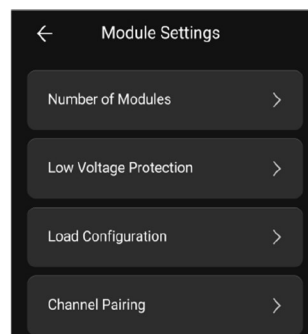 Module Settings
Number of Modules
Low Voltage Protection
Load Configuration
Channel Pairing